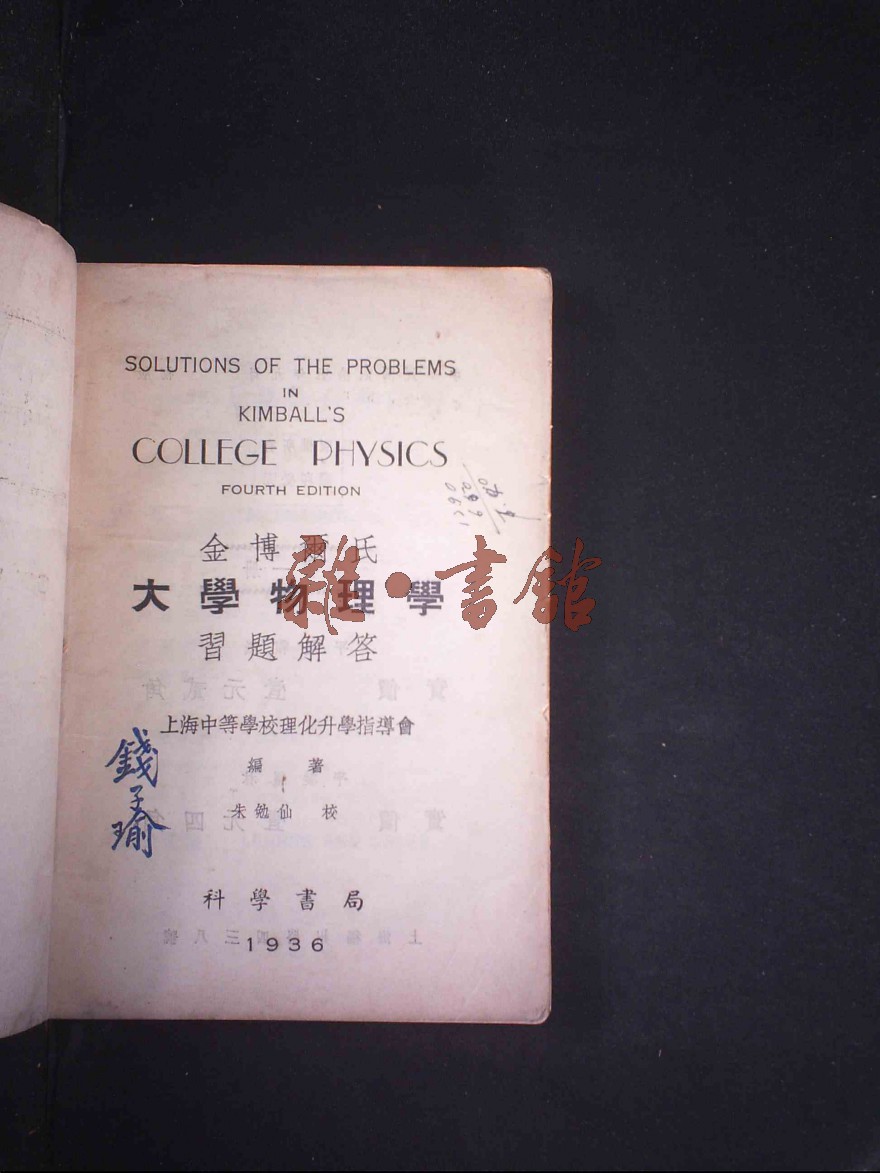 SOLUTIONS OF THE PROBLEMS
IN
KIMBALL'S
COLLEGE PHYSICS
FOURTH EDITION
金博爾氏
大學物理學
雜·書館
習題解答
上海中等學校理化升學指導會
編 著
朱勉仙 校
錢子瑜
科學書局
1936